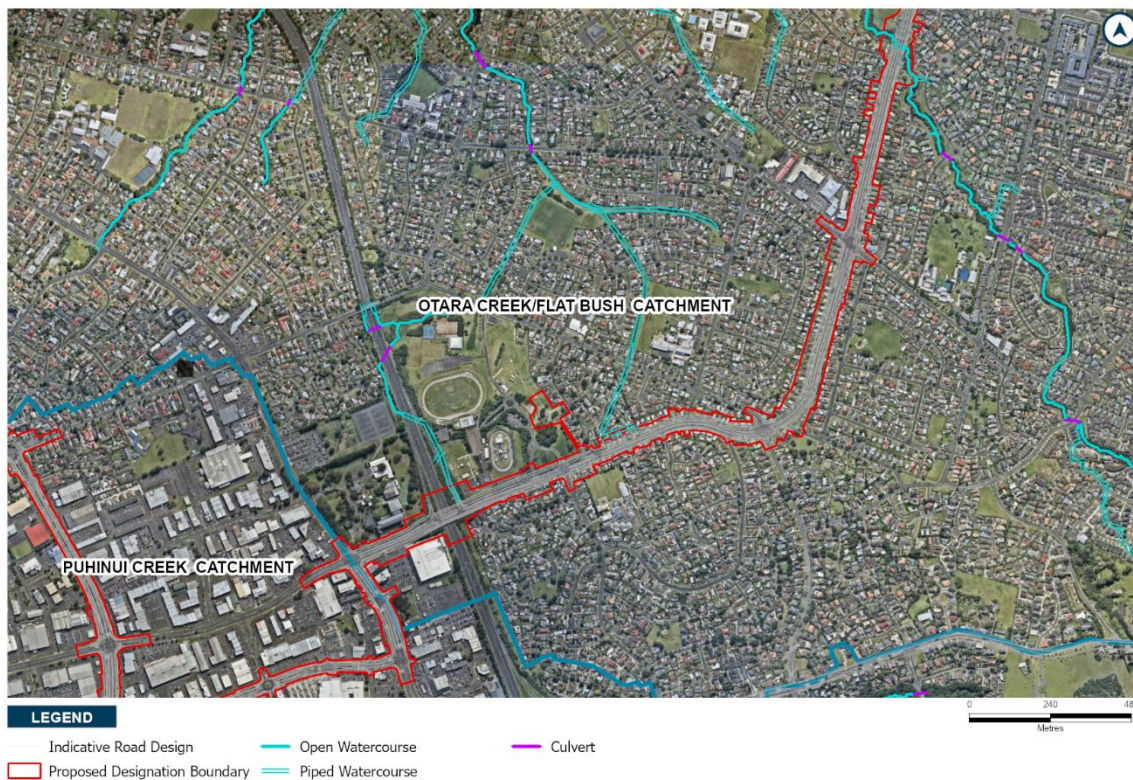 OTARA CREEK/FLAT BUSH CATCHMENT
PUHINUI CREEK CATCHMENT
LEGEND
Indicative Road Design
Open Watercourse
Culvert
Proposed Designation Boundary
Piped Watercourse
0 240 48
Metres